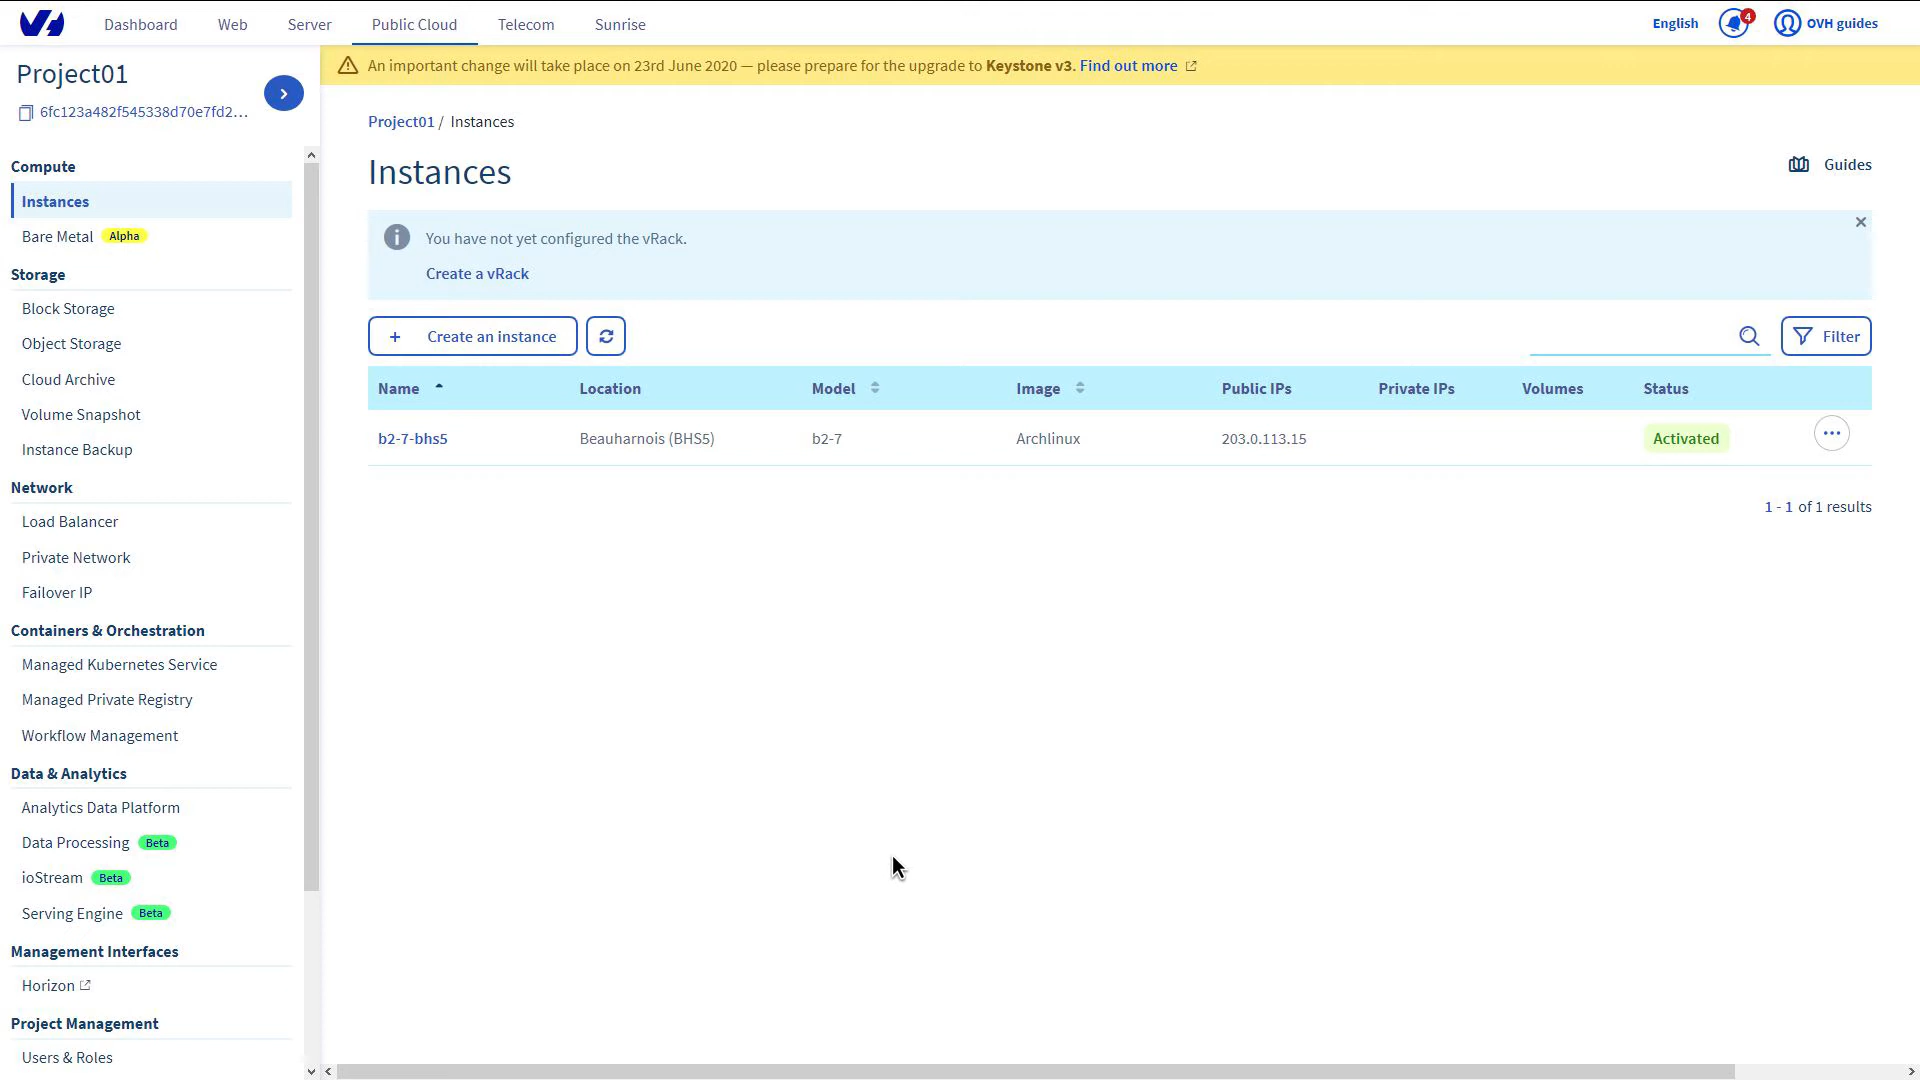 Dashboard Web Server Public Cloud Telecom Sunrise English 4 OVH guides
Project01
6fc123a482f545338d70e7fd2...
An important change will take place on 23rd June 2020 — please prepare for the upgrade to Keystone v3. Find out more
Compute
Instances
Bare Metal Alpha
Storage
Block Storage
Object Storage
Cloud Archive
Volume Snapshot
Instance Backup
Network
Load Balancer
Private Network
Failover IP
Containers & Orchestration
Managed Kubernetes Service
Managed Private Registry
Workflow Management
Data & Analytics
Analytics Data Platform
Data Processing Beta
ioStream Beta
Serving Engine Beta
Management Interfaces
Horizon
Project Management
Users & Roles
Project01 / Instances
Instances
Guides
You have not yet configured the vRack.
Create a vRack
+ Create an instance
Filter
Name Location Model Image Public IPs Private IPs Volumes Status
b2-7-bhs5 Beauharnois (BHS5) b2-7 Archlinux 203.0.113.15 Activated
1 - 1 of 1 results